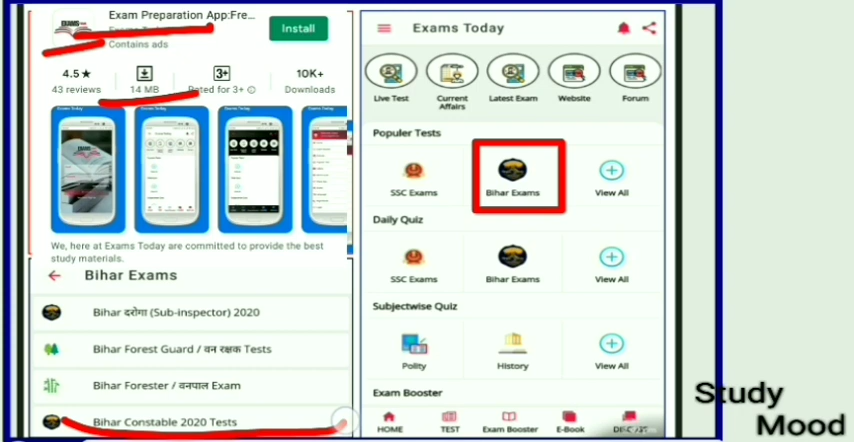 Exam Preparation App:Fre...
Contains ads
Install
4.5★
43 reviews
14 MB
3+
Rated for 3+
10K+
Downloads
We, here at Exams Today are committed to provide the best
study materials.
Bihar Exams
Bihar दरोगा (Sub-inspector) 2020
Bihar Forest Guard / वन रक्षक Tests
Bihar Forester / वनपाल Exam
Bihar Constable 2020 Tests
Exams Today
Live Test
Current
Affairs
Latest Exam
Website
Forum
Populer Tests
SSC Exams
Bihar Exams
View All
Daily Quiz
SSC Exams
Bihar Exams
View All
Subjectwise Quiz
Polity
History
View All
Exam Booster
HOME
TEST
Exam Booster
E-Book
Study
Mood